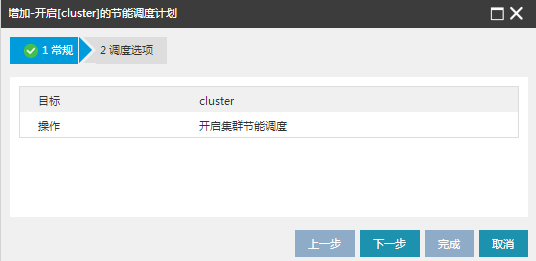 增加-开启[cluster]的节能调度计划
1 常规 2 调度选项
目标 cluster
操作 开启集群节能调度
上一步 下一步 完成 取消